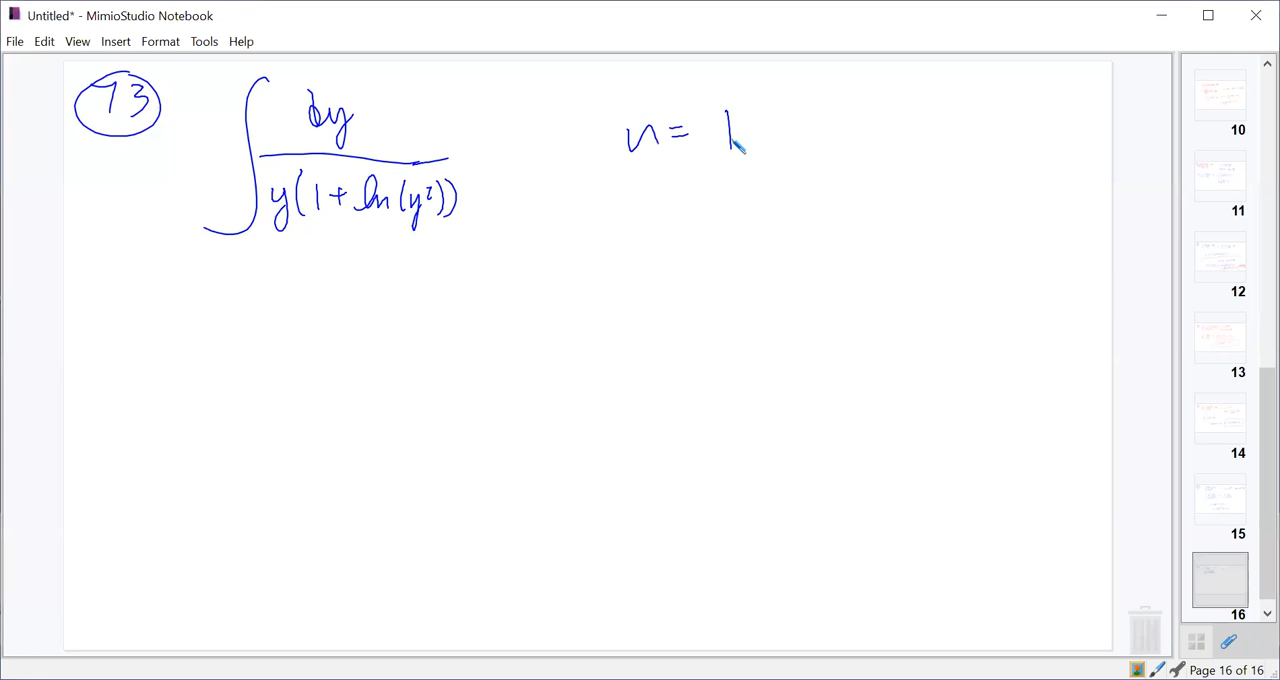 Untitled* - MimioStudio Notebook
File Edit View Insert Format Tools Help
73
∫ dy / y(1 + ln(y²))
u = 1
10
11
12
13
14
15
16
Page 16 of 16